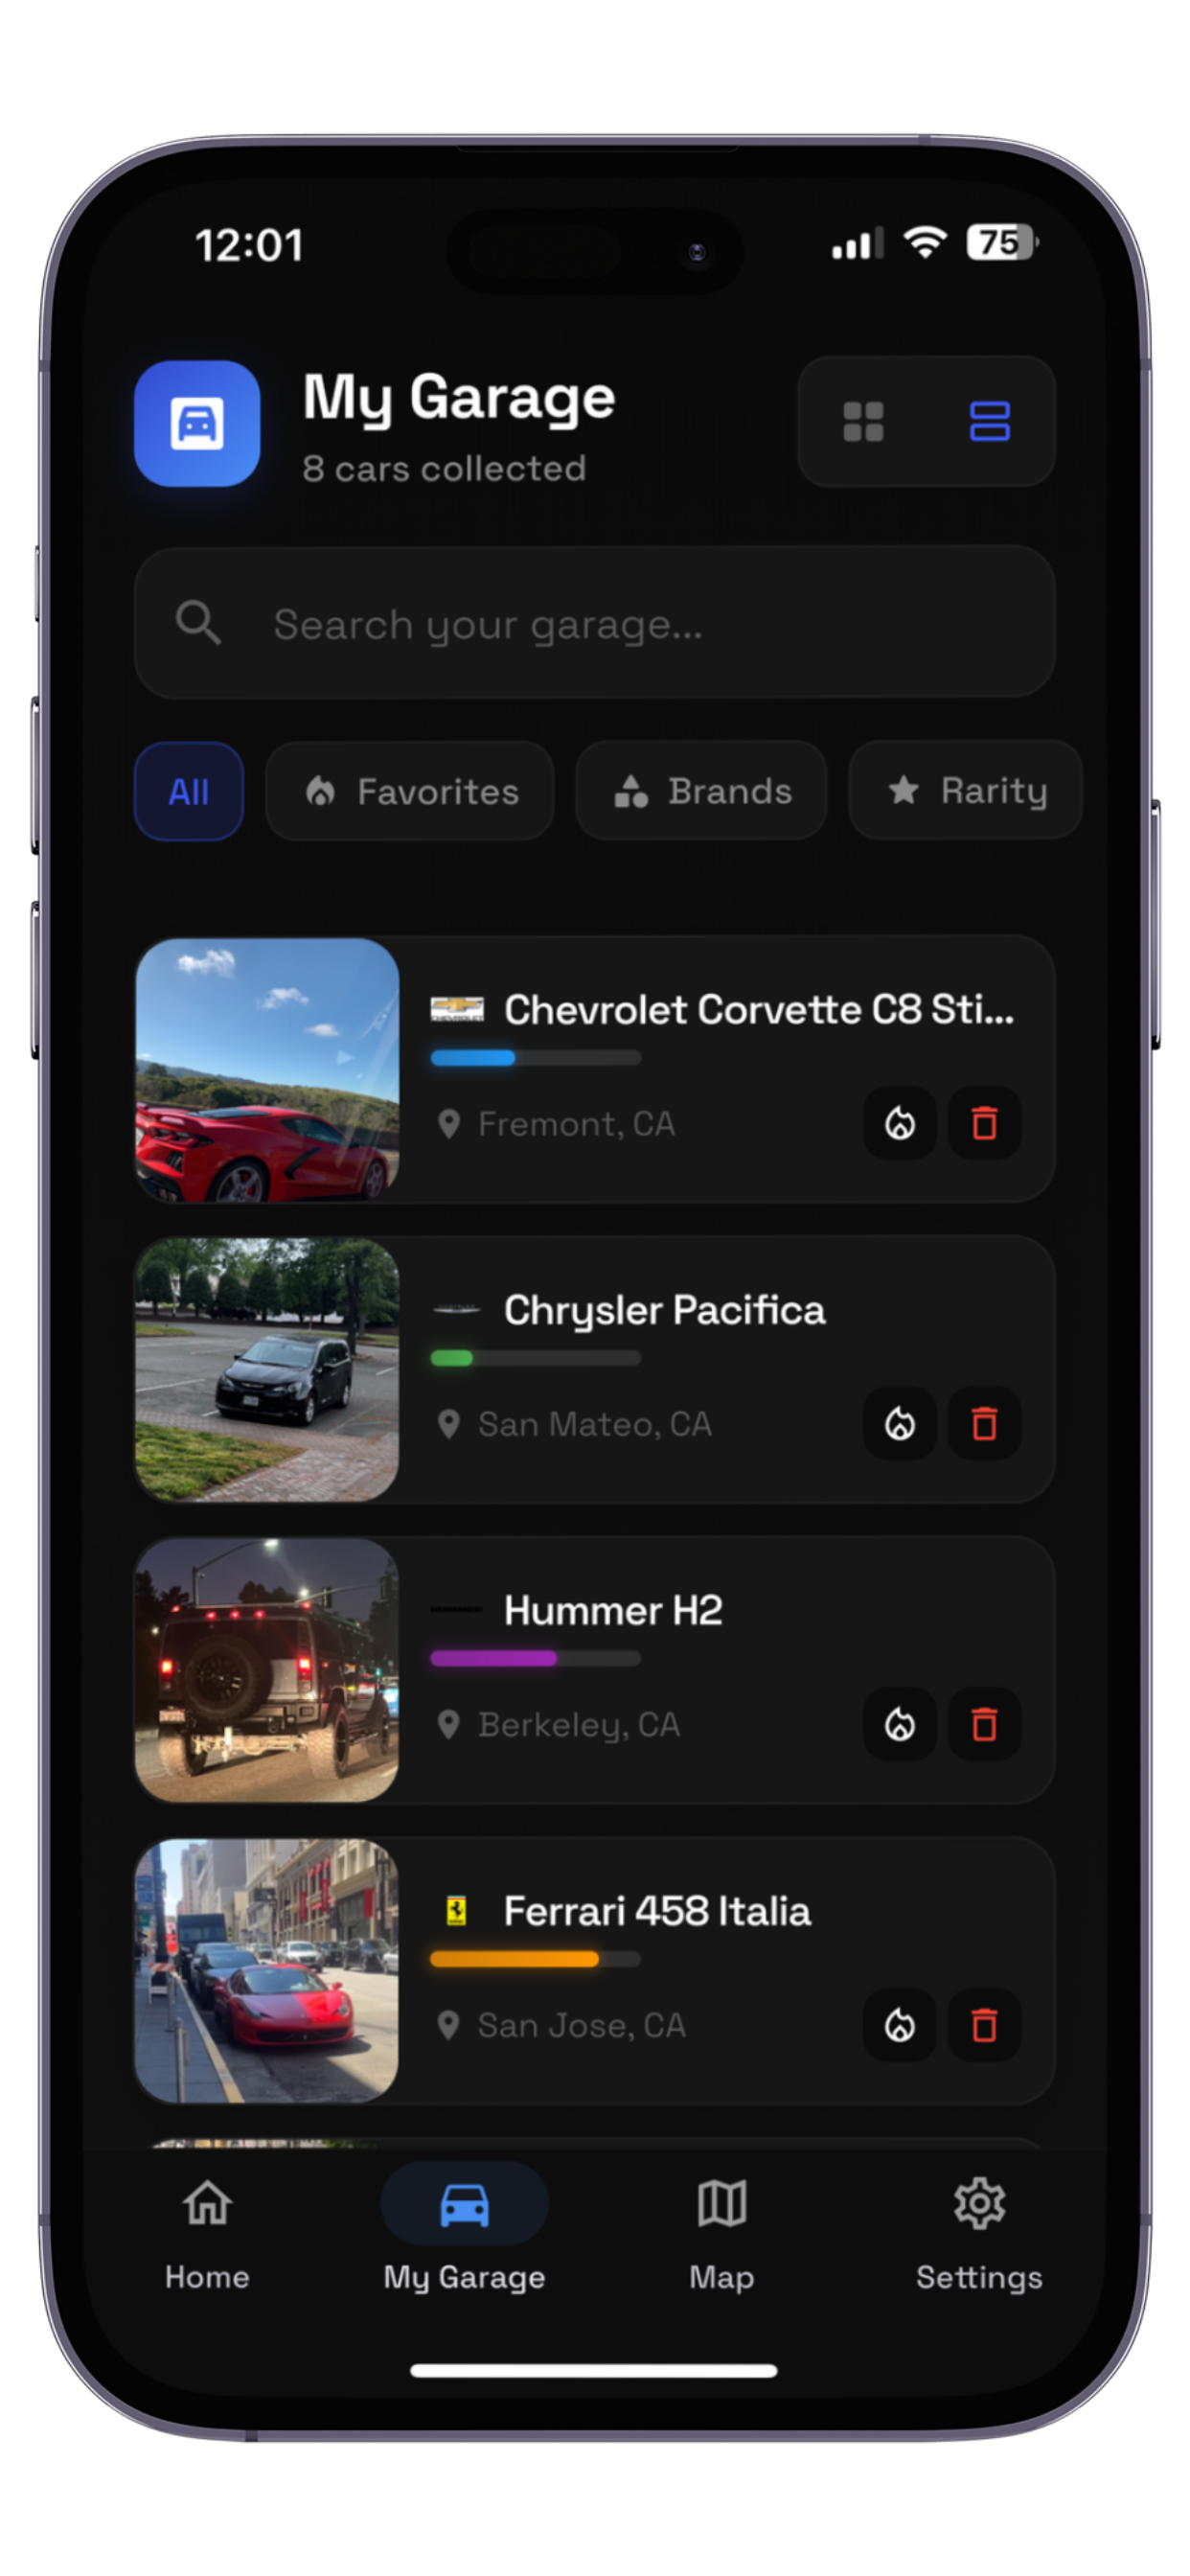 12:01
75
My Garage
8 cars collected
Search your garage...
All
Favorites
Brands
Rarity
Chevrolet Corvette C8 Sti...
Fremont, CA
Chrysler Pacifica
San Mateo, CA
Hummer H2
Berkeley, CA
Ferrari 458 Italia
San Jose, CA
Home
My Garage
Map
Settings